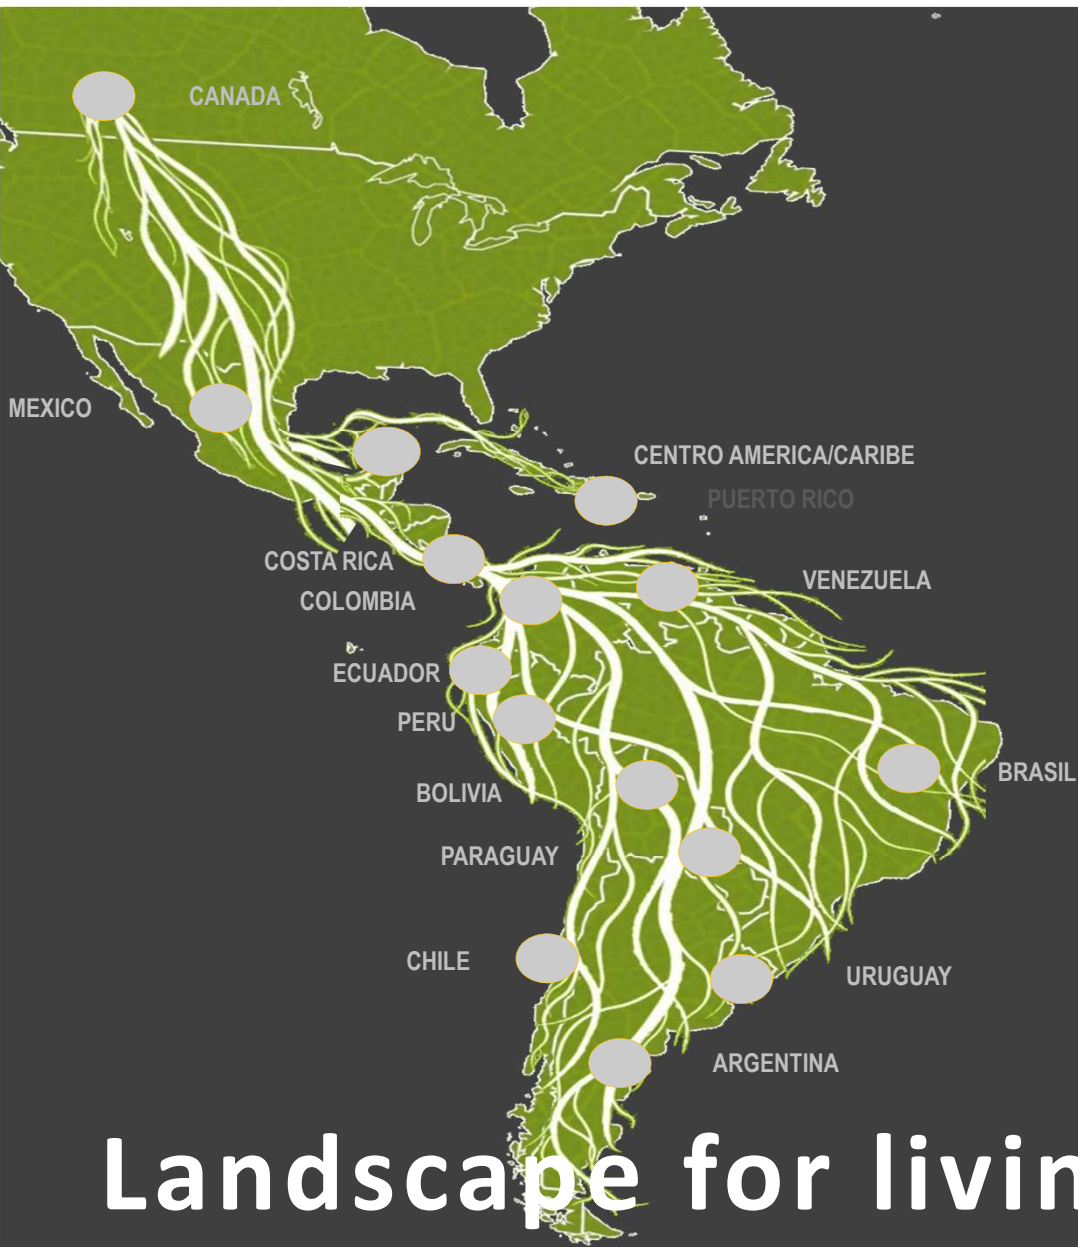 CANADA
MEXICO
CENTRO AMERICA/CARIBE
PUERTO RICO
COSTA RICA
VENEZUELA
COLOMBIA
ECUADOR
PERU
BRASIL
BOLIVIA
PARAGUAY
CHILE
URUGUAY
ARGENTINA
Landscape for livin